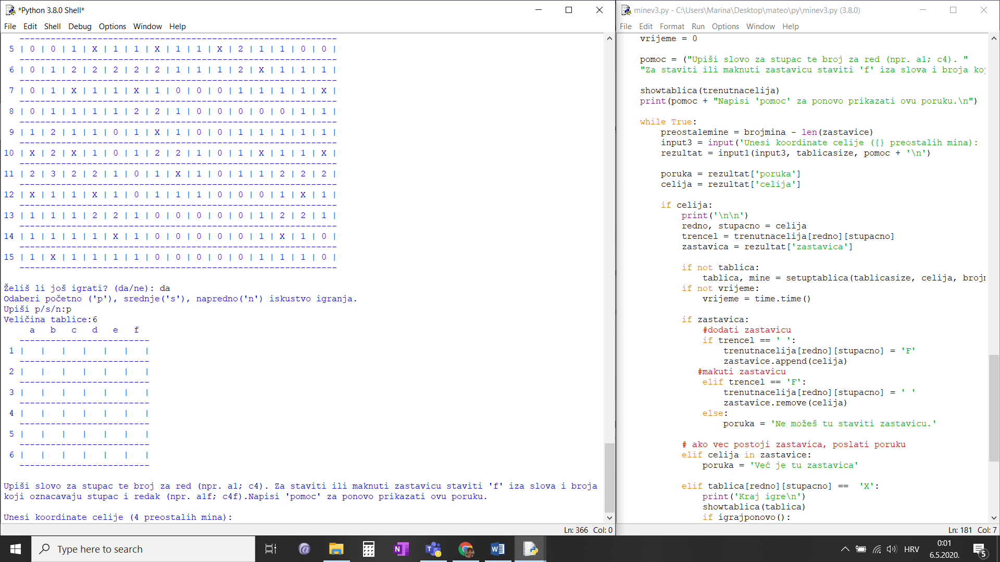 *Python 3.8.0 Shell*
File Edit Shell Debug Options Window Help
---------------------------------------------------------------
5 | 0 | 0 | 1 | X | 1 | 1 | X | 1 | 1 | X | 2 | 1 | 1 | 0 | 0 |
---------------------------------------------------------------
6 | 0 | 1 | 2 | 2 | 2 | 2 | 2 | 1 | 1 | 1 | 2 | X | 1 | 1 | 1 |
---------------------------------------------------------------
7 | 0 | 1 | X | 1 | 1 | X | 1 | 0 | 0 | 0 | 1 | 1 | 1 | 1 | X |
---------------------------------------------------------------
8 | 0 | 1 | 1 | 1 | 1 | 2 | 2 | 1 | 0 | 0 | 0 | 0 | 0 | 1 | 1 |
---------------------------------------------------------------
9 | 1 | 2 | 1 | 1 | 0 | 1 | X | 1 | 0 | 0 | 1 | 1 | 1 | 1 | 1 |
---------------------------------------------------------------
10 | X | 2 | X | 1 | 0 | 1 | 2 | 2 | 1 | 0 | 1 | X | 1 | 1 | X |
---------------------------------------------------------------
11 | 2 | 3 | 2 | 2 | 1 | 0 | 1 | X | 1 | 0 | 1 | 1 | 2 | 2 | 2 |
---------------------------------------------------------------
12 | X | 1 | 1 | X | 1 | 0 | 1 | 1 | 1 | 0 | 0 | 0 | 1 | X | 1 |
---------------------------------------------------------------
13 | 1 | 1 | 1 | 2 | 2 | 1 | 0 | 0 | 0 | 0 | 0 | 1 | 2 | 2 | 1 |
---------------------------------------------------------------
14 | 1 | 1 | 1 | 1 | X | 1 | 0 | 0 | 0 | 0 | 0 | 1 | X | 1 | 0 |
---------------------------------------------------------------
15 | 1 | X | 1 | 1 | 1 | 1 | 0 | 0 | 0 | 0 | 0 | 1 | 1 | 1 | 0 |
---------------------------------------------------------------
Želiš li još igrati? (da/ne): da
Odaberi početno ('p'), srednje('s'), napredno('n') iskustvo igranja.
Upiši p/s/n:p
Veličina tablice:6
a b c d e f
-------------------------
1 | | | | | | |
-------------------------
2 | | | | | | |
-------------------------
3 | | | | | | |
-------------------------
4 | | | | | | |
-------------------------
5 | | | | | | |
-------------------------
6 | | | | | | |
-------------------------
Upiši slovo za stupac te broj za red (npr. a1; c4). Za staviti ili maknuti zastavicu staviti 'f' iza slova i broja
koji oznacavaju stupac i redak (npr. a1f; c4f).Napisi 'pomoc' za ponovo prikazati ovu poruku.
Unesi koordinate celije (4 preostalih mina):
Ln: 366 Col: 0
minev3.py - C:\Users\Marina\Desktop\mateo\py\minev3.py (3.8.0)
File Edit Format Run Options Window Help
vrijeme = 0
pomoc = ("Upiši slovo za stupac te broj za red (npr. a1; c4). "
"Za staviti ili maknuti zastavicu staviti 'f' iza slova i broja
showtablica(trenutnacelija)
print(pomoc + "Napisi 'pomoc' za ponovo prikazati ovu poruku.\n")
while True:
preostalemine = brojmina - len(zastavice)
input3 = input('Unesi koordinate celije ({} preostalih mina):
rezultat = input1(input3, tablicasize, pomoc + '\n')
poruka = rezultat['poruka']
celija = rezultat['celija']
if celija:
print('\n\n')
redno, stupacno = celija
trencel = trenutnacelija[redno][stupacno]
zastavica = rezultat['zastavica']
if not tablica:
tablica, mine = setuptablica(tablicasize, celija,
if not vrijeme:
vrijeme = time.time()
if zastavica:
#dodati zastavicu
if trencel == ' ':
trenutnacelija[redno][stupacno] = 'F'
zastavice.append(celija)
#makuti zastavicu
elif trencel == 'F':
trenutnacelija[redno][stupacno] = ' '
zastavice.remove(celija)
else:
poruka = 'Ne možeš tu staviti zastavicu.'
# ako vec postoji zastavica, poslati poruku
elif celija in zastavice:
poruka = 'Već je tu zastavica'
elif tablica[redno][stupacno] == 'X':
print('Kraj igre\n')
showtablica(tablica)
if igrajponovo():
Ln: 181 Col: 7
Type here to search
HRV
0:01
6.5.2020.
5